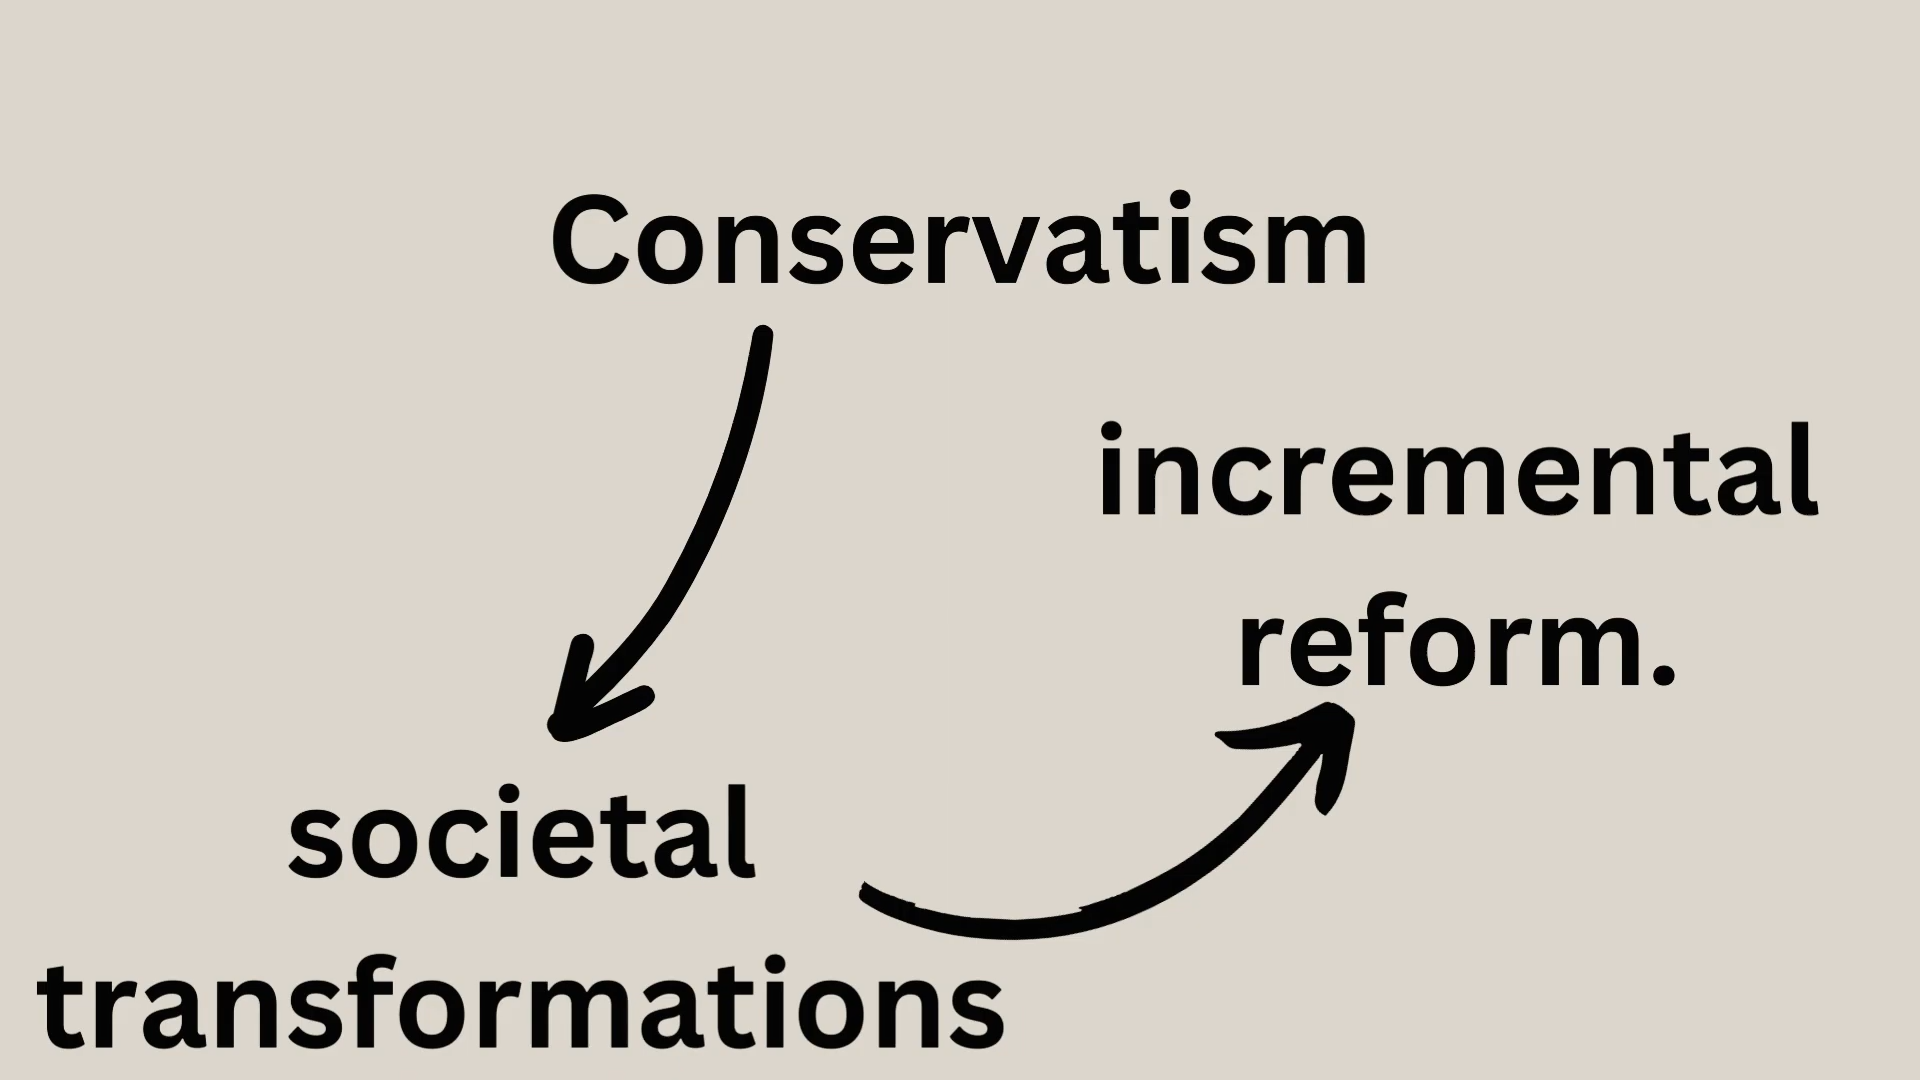 Conservatism
incremental
reform.
societal
transformations